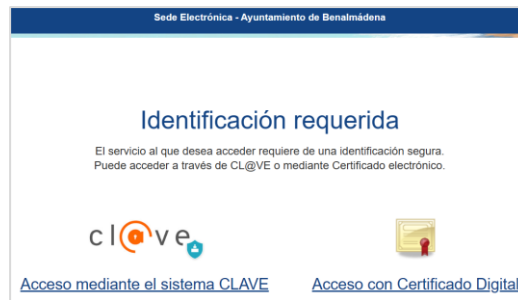 Sede Electrónica - Ayuntamiento de Benalmádena
Identificación requerida
El servicio al que desea acceder requiere de una identificación segura.
Puede acceder a través de CL@VE o mediante Certificado electrónico.
cl@ve
Acceso mediante el sistema CLAVE
Acceso con Certificado Digital